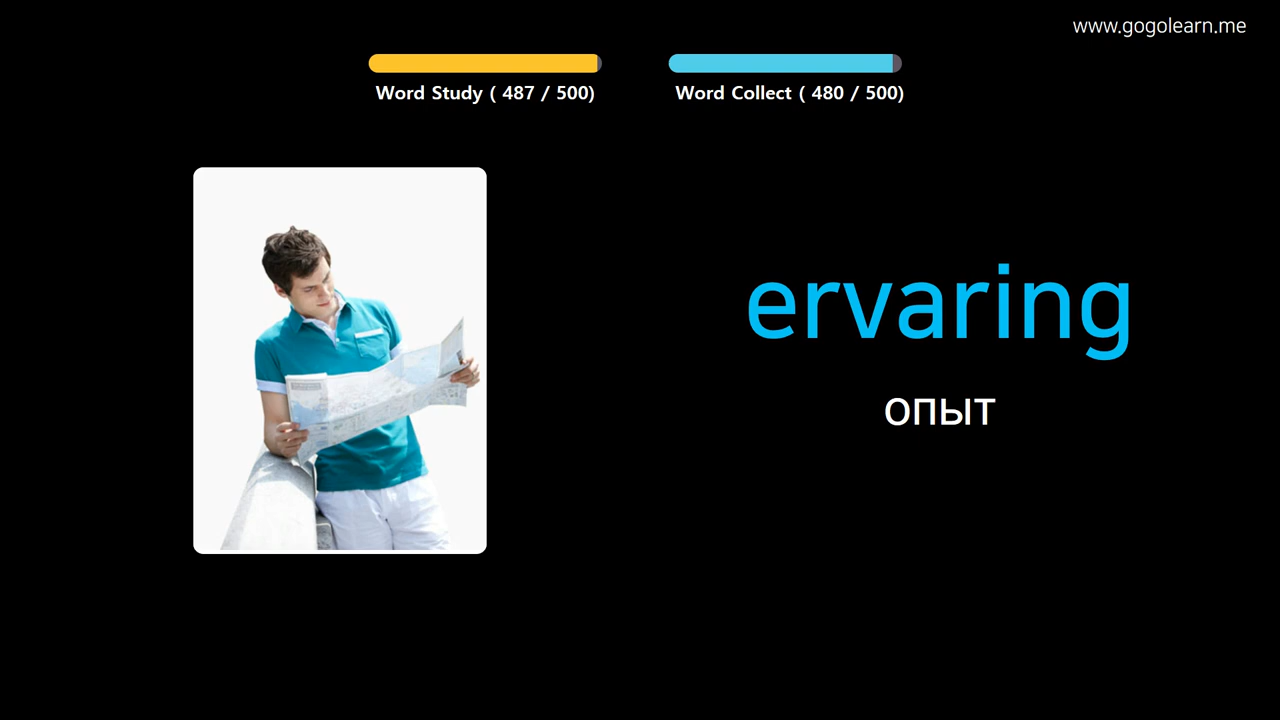 www.gogolearn.me
Word Study ( 487 / 500)
Word Collect ( 480 / 500)
ervaring
опыт